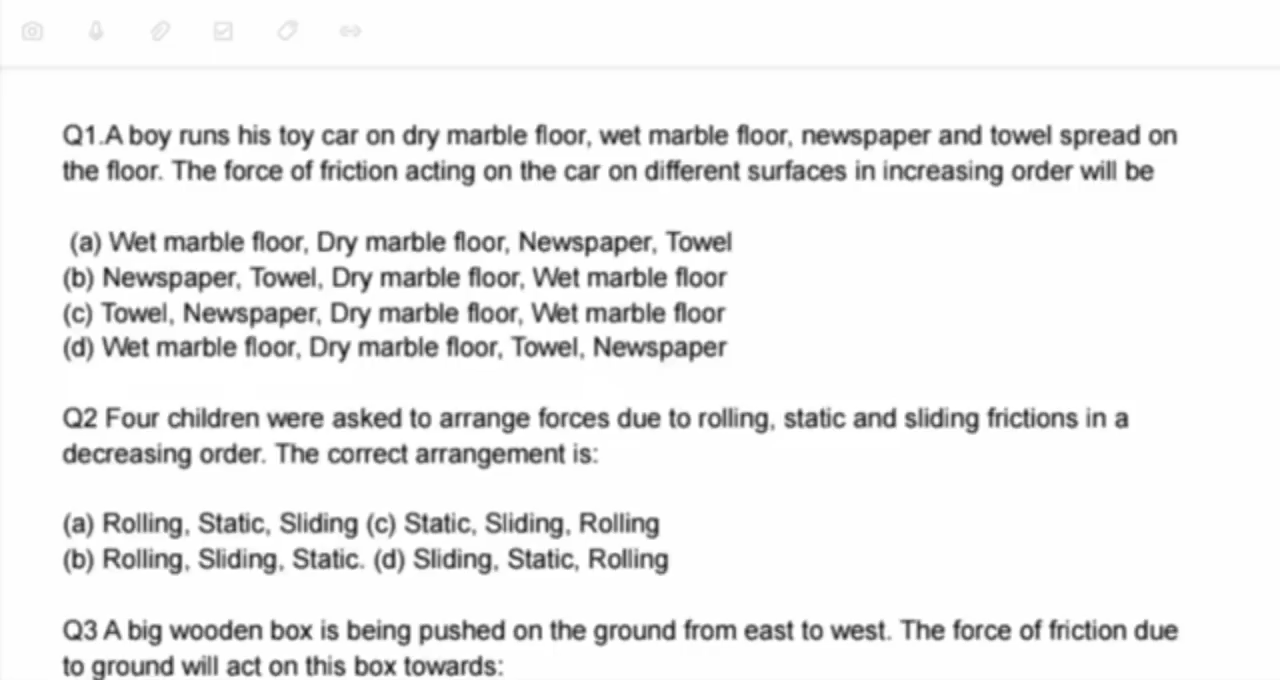 Q1.A boy runs his toy car on dry marble floor, wet marble floor, newspaper and towel spread on
the floor. The force of friction acting on the car on different surfaces in increasing order will be
(a) Wet marble floor, Dry marble floor, Newspaper, Towel
(b) Newspaper, Towel, Dry marble floor, Wet marble floor
(c) Towel, Newspaper, Dry marble floor, Wet marble floor
(d) Wet marble floor, Dry marble floor, Towel, Newspaper
Q2 Four children were asked to arrange forces due to rolling, static and sliding frictions in a
decreasing order. The correct arrangement is:
(a) Rolling, Static, Sliding (c) Static, Sliding, Rolling
(b) Rolling, Sliding, Static. (d) Sliding, Static, Rolling
Q3 A big wooden box is being pushed on the ground from east to west. The force of friction due
to ground will act on this box towards: